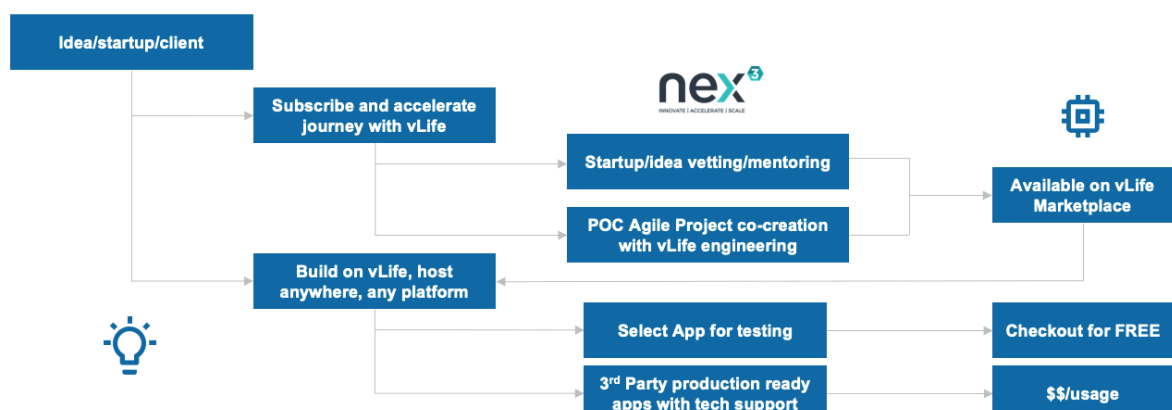 Idea/startup/client
Subscribe and accelerate
journey with vLife
nex3
INNOVATE | ACCELERATE | SCALE
Startup/idea vetting/mentoring
Available on vLife
Marketplace
POC Agile Project co-creation
with vLife engineering
Build on vLife, host
anywhere, any platform
Select App for testing
Checkout for FREE
3rd Party production ready
apps with tech support
$$/usage